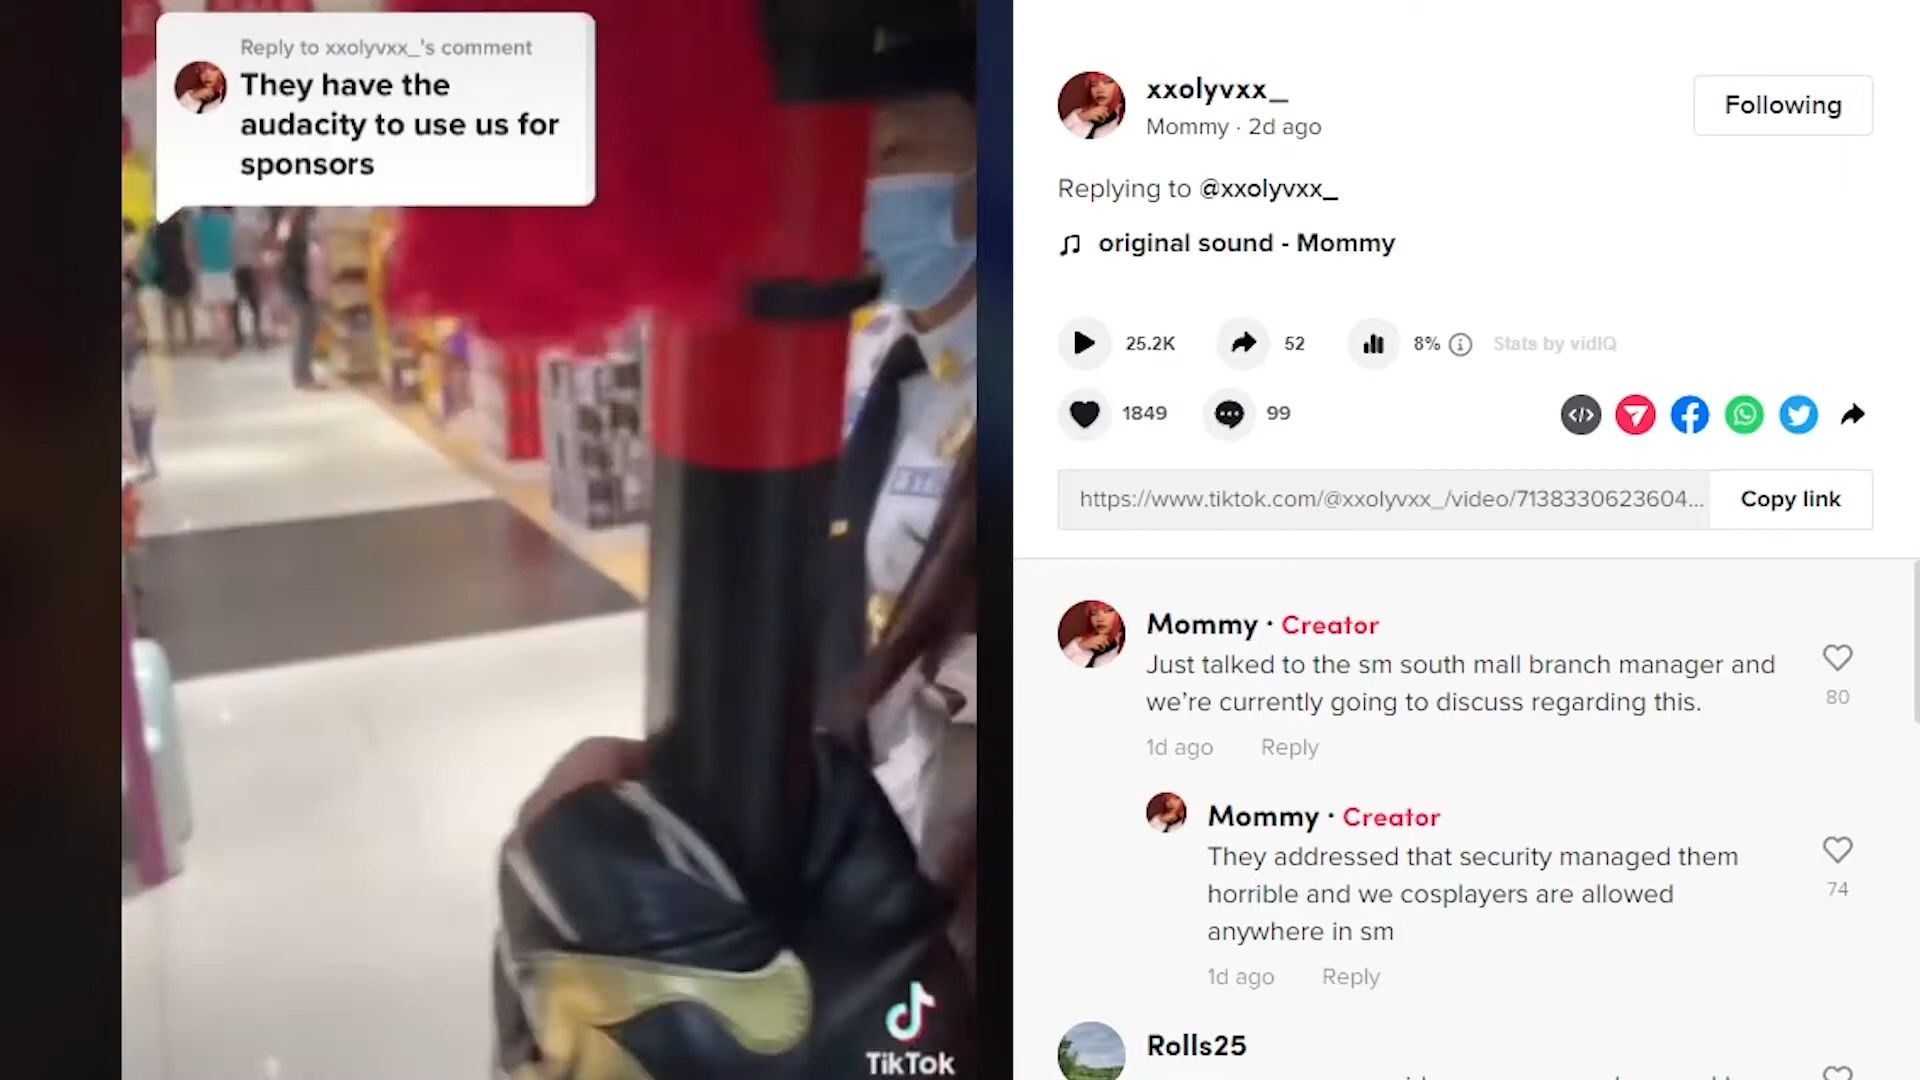 Reply to xxolyvxx_'s comment
They have the
audacity to use us for
sponsors
TikTok
xxolyvxx_
Mommy · 2d ago
Following
Replying to @xxolyvxx_
original sound - Mommy
25.2K
52
8%
Stats by vidIQ
1849
99
https://www.tiktok.com/@xxolyvxx_/video/7138330623604...
Copy link
Mommy · Creator
Just talked to the sm south mall branch manager and
we're currently going to discuss regarding this.
80
1d ago Reply
Mommy · Creator
They addressed that security managed them
horrible and we cosplayers are allowed
anywhere in sm
74
1d ago Reply
Rolls25